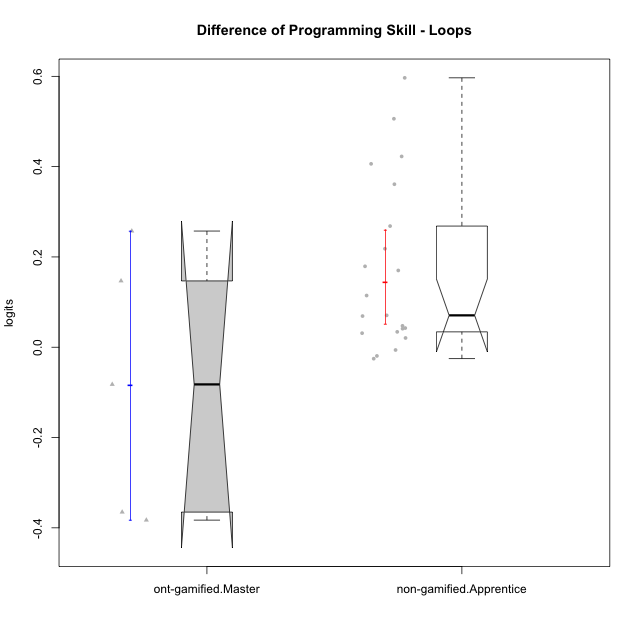 Difference of Programming Skill - Loops
0.6
0.4
0.2
0.0
-0.2
-0.4
logits
ont-gamified.Master
non-gamified.Apprentice